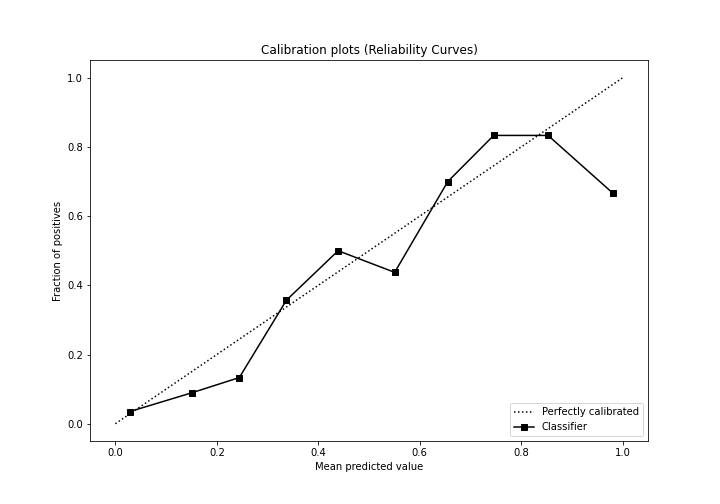 Calibration plots (Reliability Curves)
1.0
0.8
0.6
0.4
0.2
0.0
Fraction of positives
0.0 0.2 0.4 0.6 0.8 1.0
Mean predicted value
Perfectly calibrated
Classifier